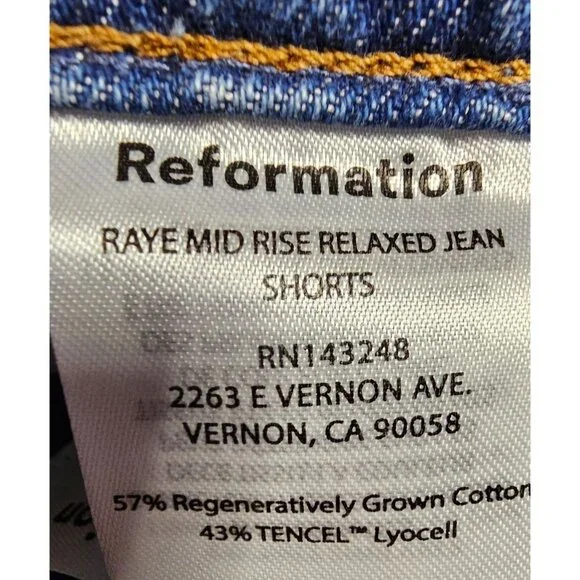 Reformation
RAYE MID RISE RELAXED JEAN
SHORTS
RN143248
2263 E VERNON AVE.
VERNON, CA 90058
57% Regeneratively Grown Cotton
43% TENCEL™ Lyocell